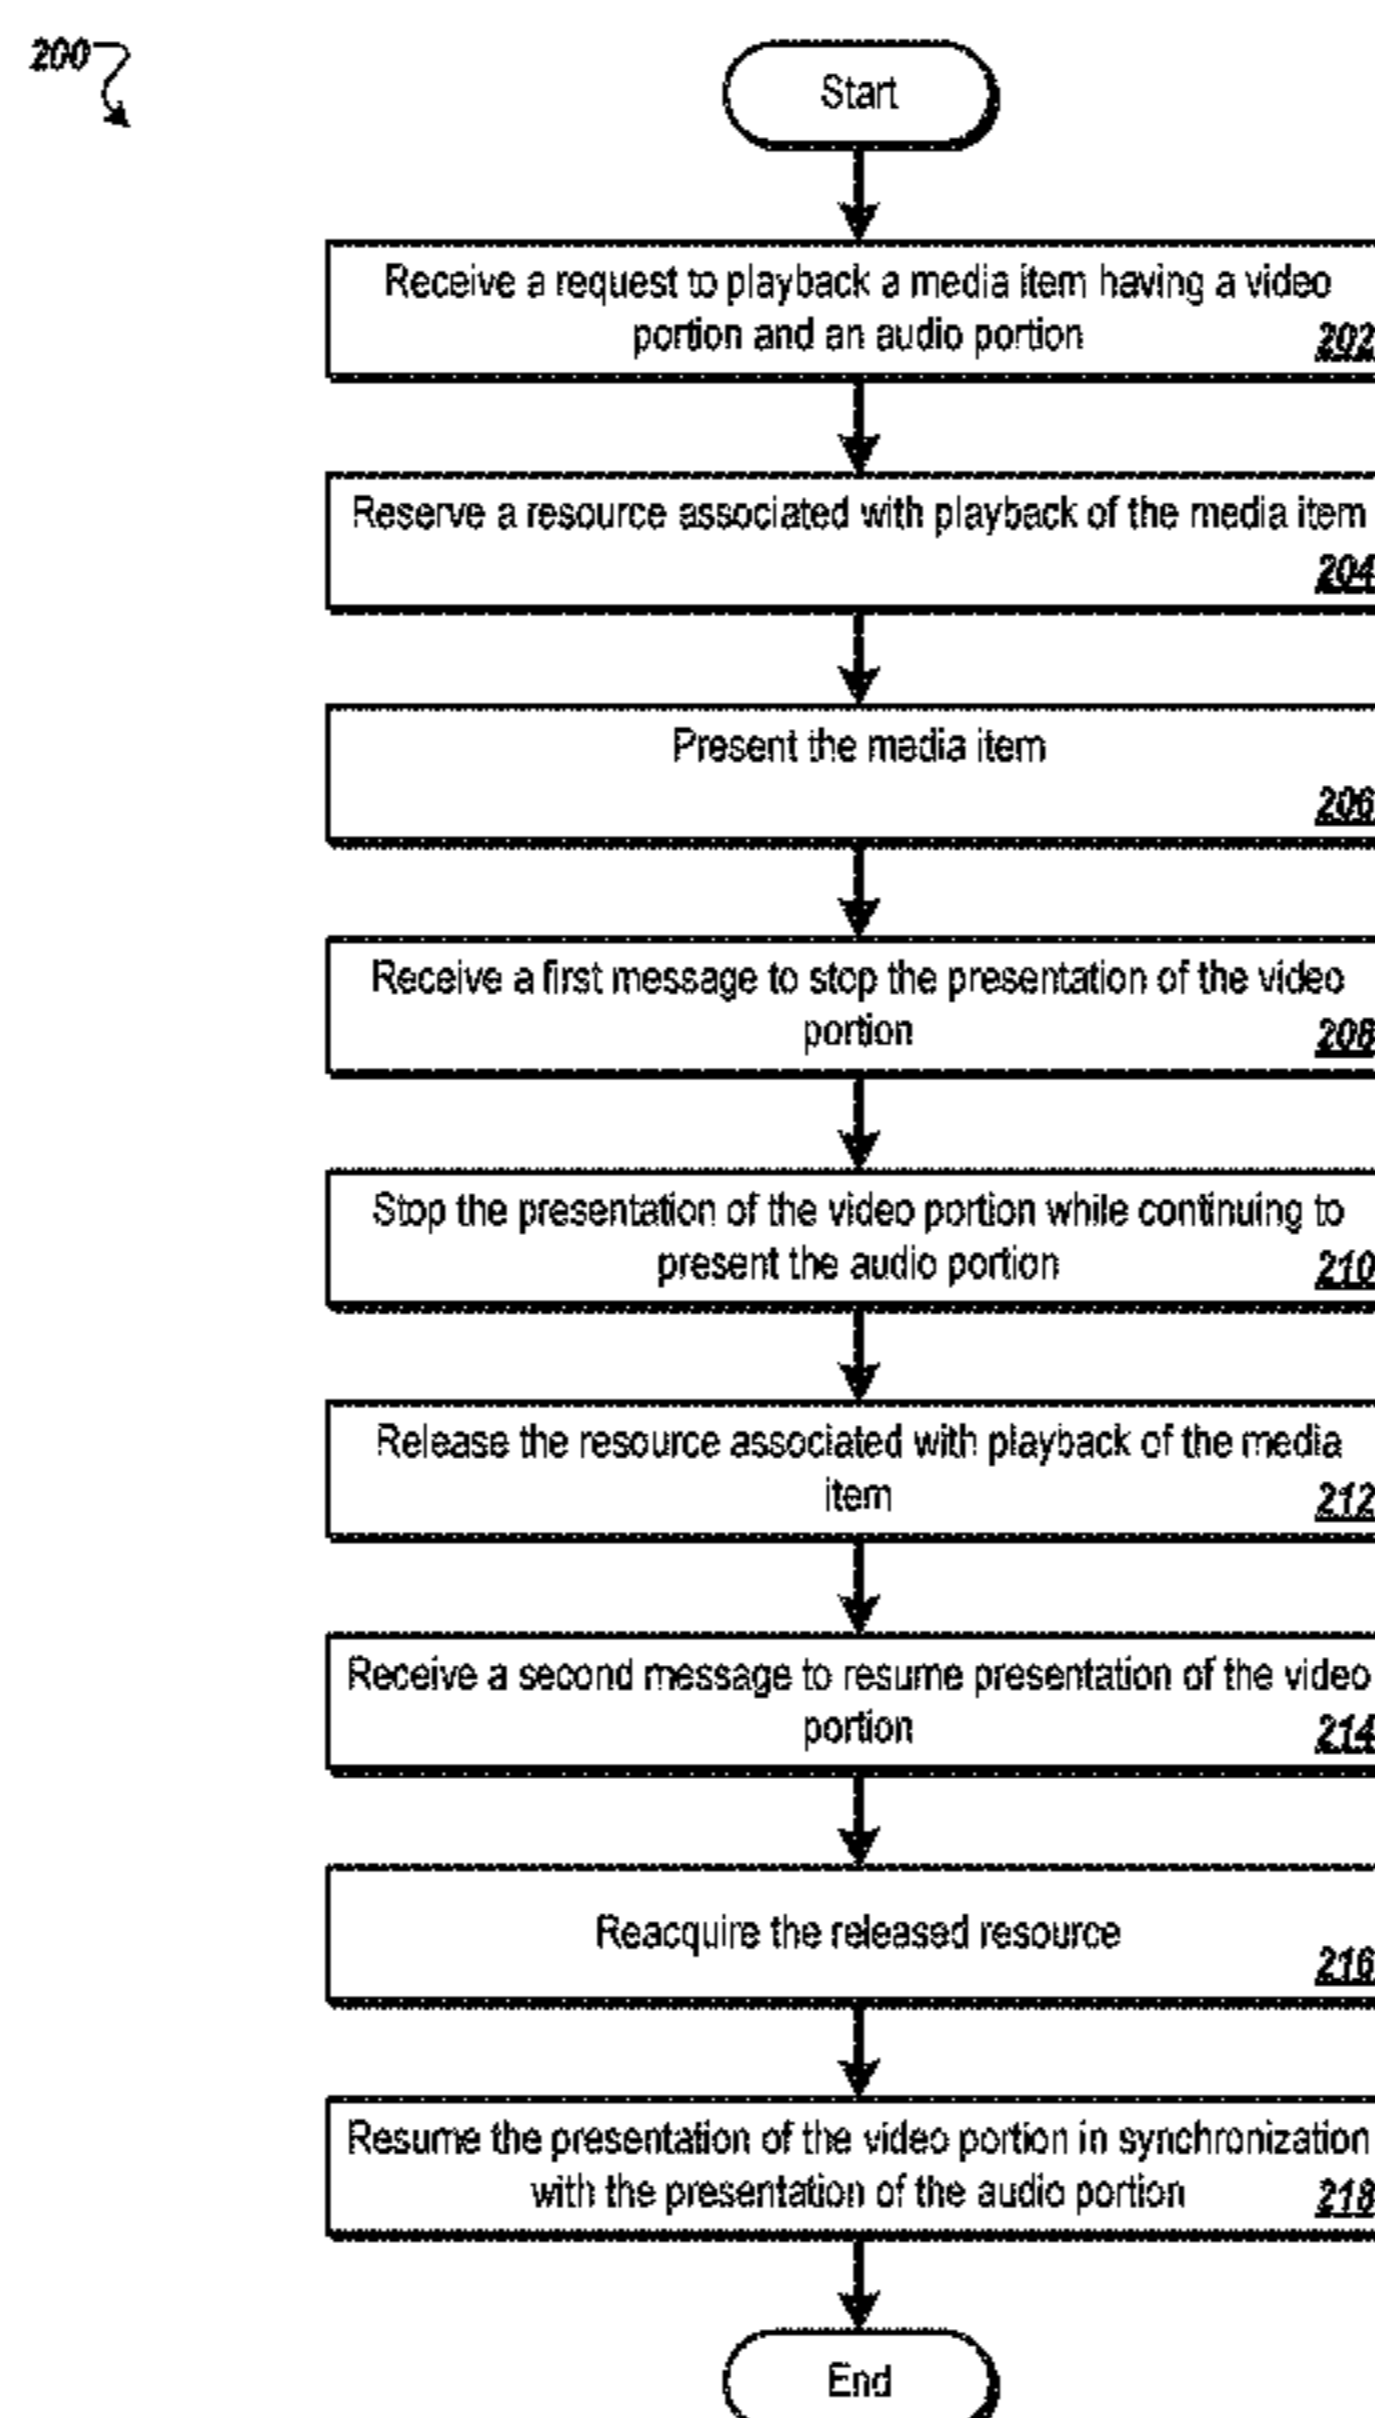 200
Start
Receive a request to playback a media item having a video
portion and an audio portion
202
Reserve a resource associated with playback of the media item
204
Present the media item
206
Receive a first message to stop the presentation of the video
portion
208
Stop the presentation of the video portion while continuing to
present the audio portion
210
Release the resource associated with playback of the media
item
212
Receive a second message to resume presentation of the video
portion
214
Reacquire the released resource
216
Resume the presentation of the video portion in synchronization
with the presentation of the audio portion
218
End